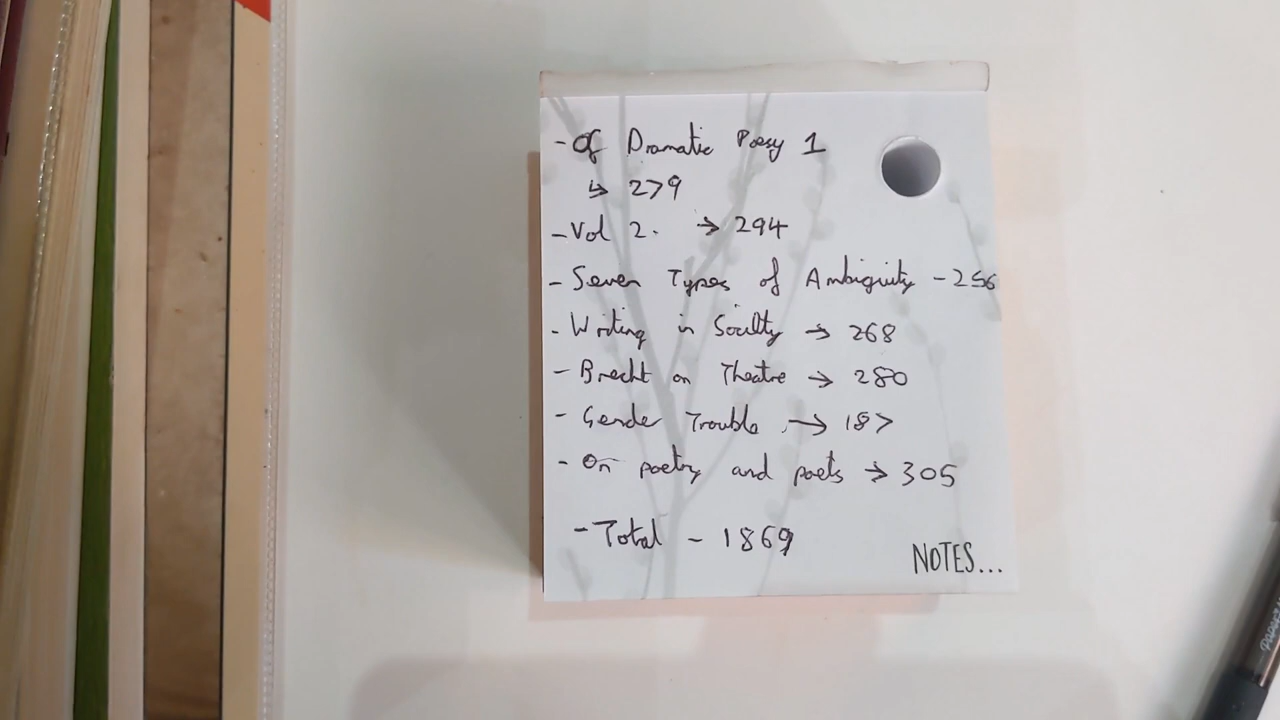 - Of Dramatic Poesy 1
↳ 279
- Vol 2. → 294
- Seven Types of Ambiguity - 256
- Writing in Society → 268
- Brecht on Theatre → 280
- Gender Trouble → 187
- On poetry and poets → 305
- Total - 1869
NOTES...